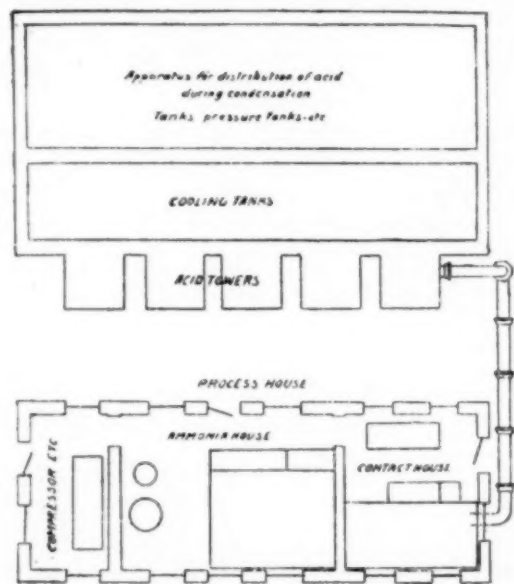 Apparatus for distribution of acid
during condensation
Tanks pressure Tanks-etc
COOLING TANKS
ACID TOWERS
PROCESS HOUSE
AMMONIA HOUSE
CONTACT HOUSE
COMPRESSOR ETC